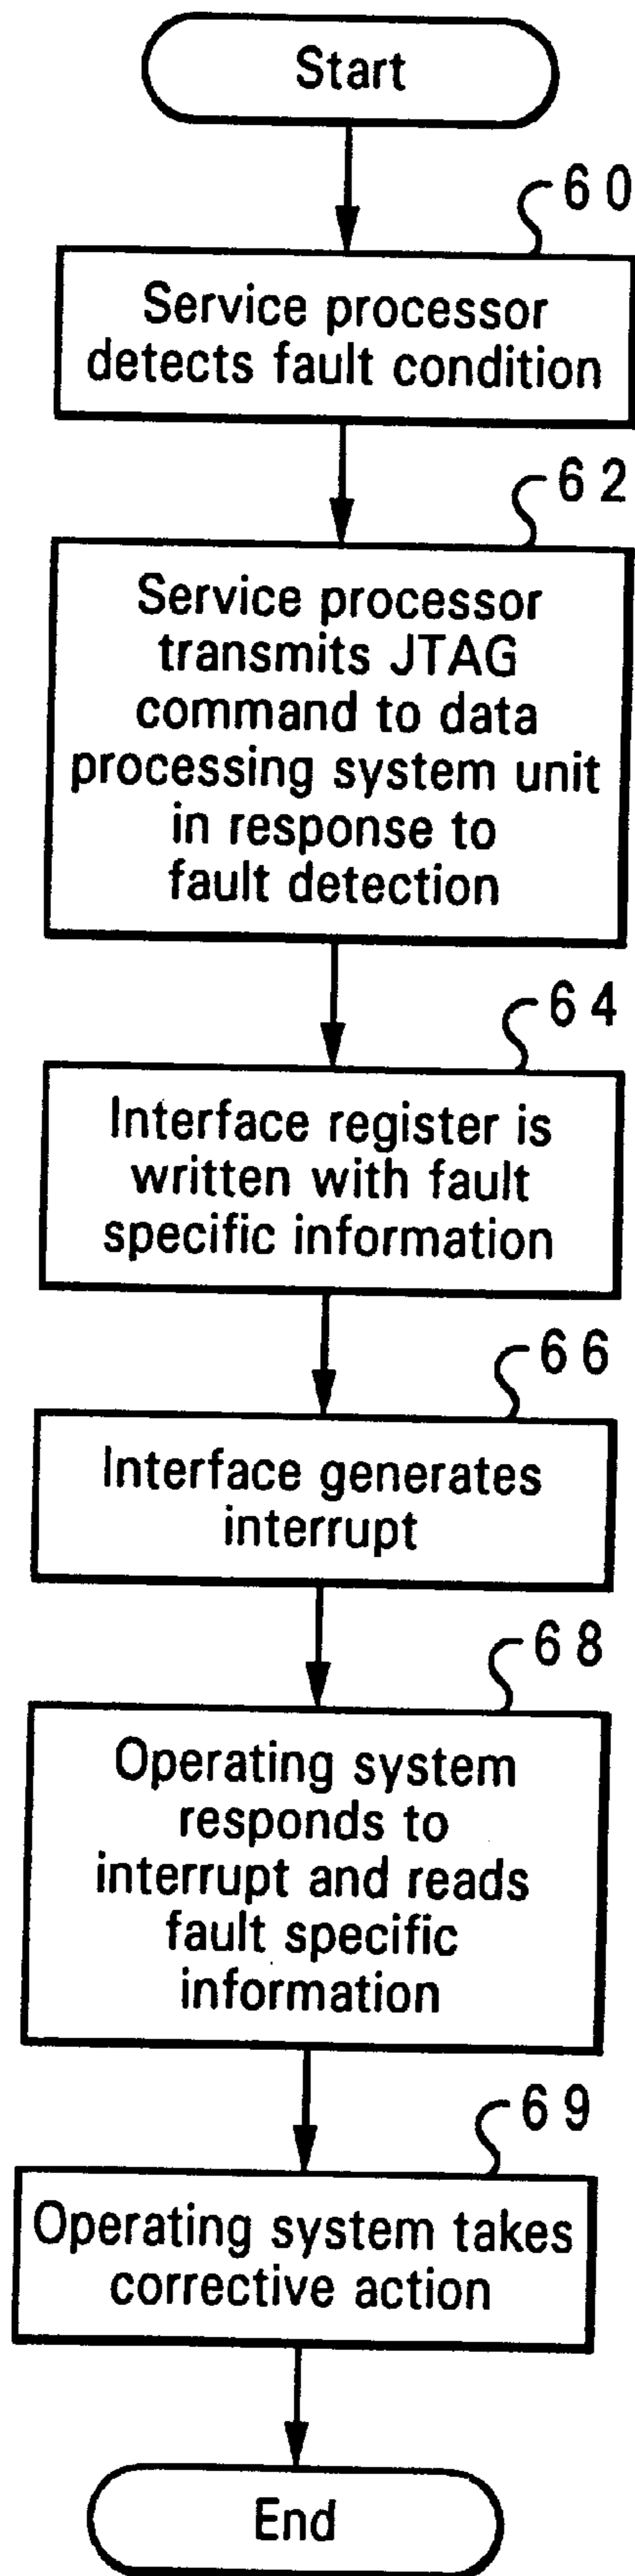 Start
60
Service processor
detects fault condition
62
Service processor
transmits JTAG
command to data
processing system unit
in response to
fault detection
64
Interface register is
written with fault
specific information
66
Interface generates
interrupt
68
Operating system
responds to
interrupt and reads
fault specific
information
69
Operating system takes
corrective action
End